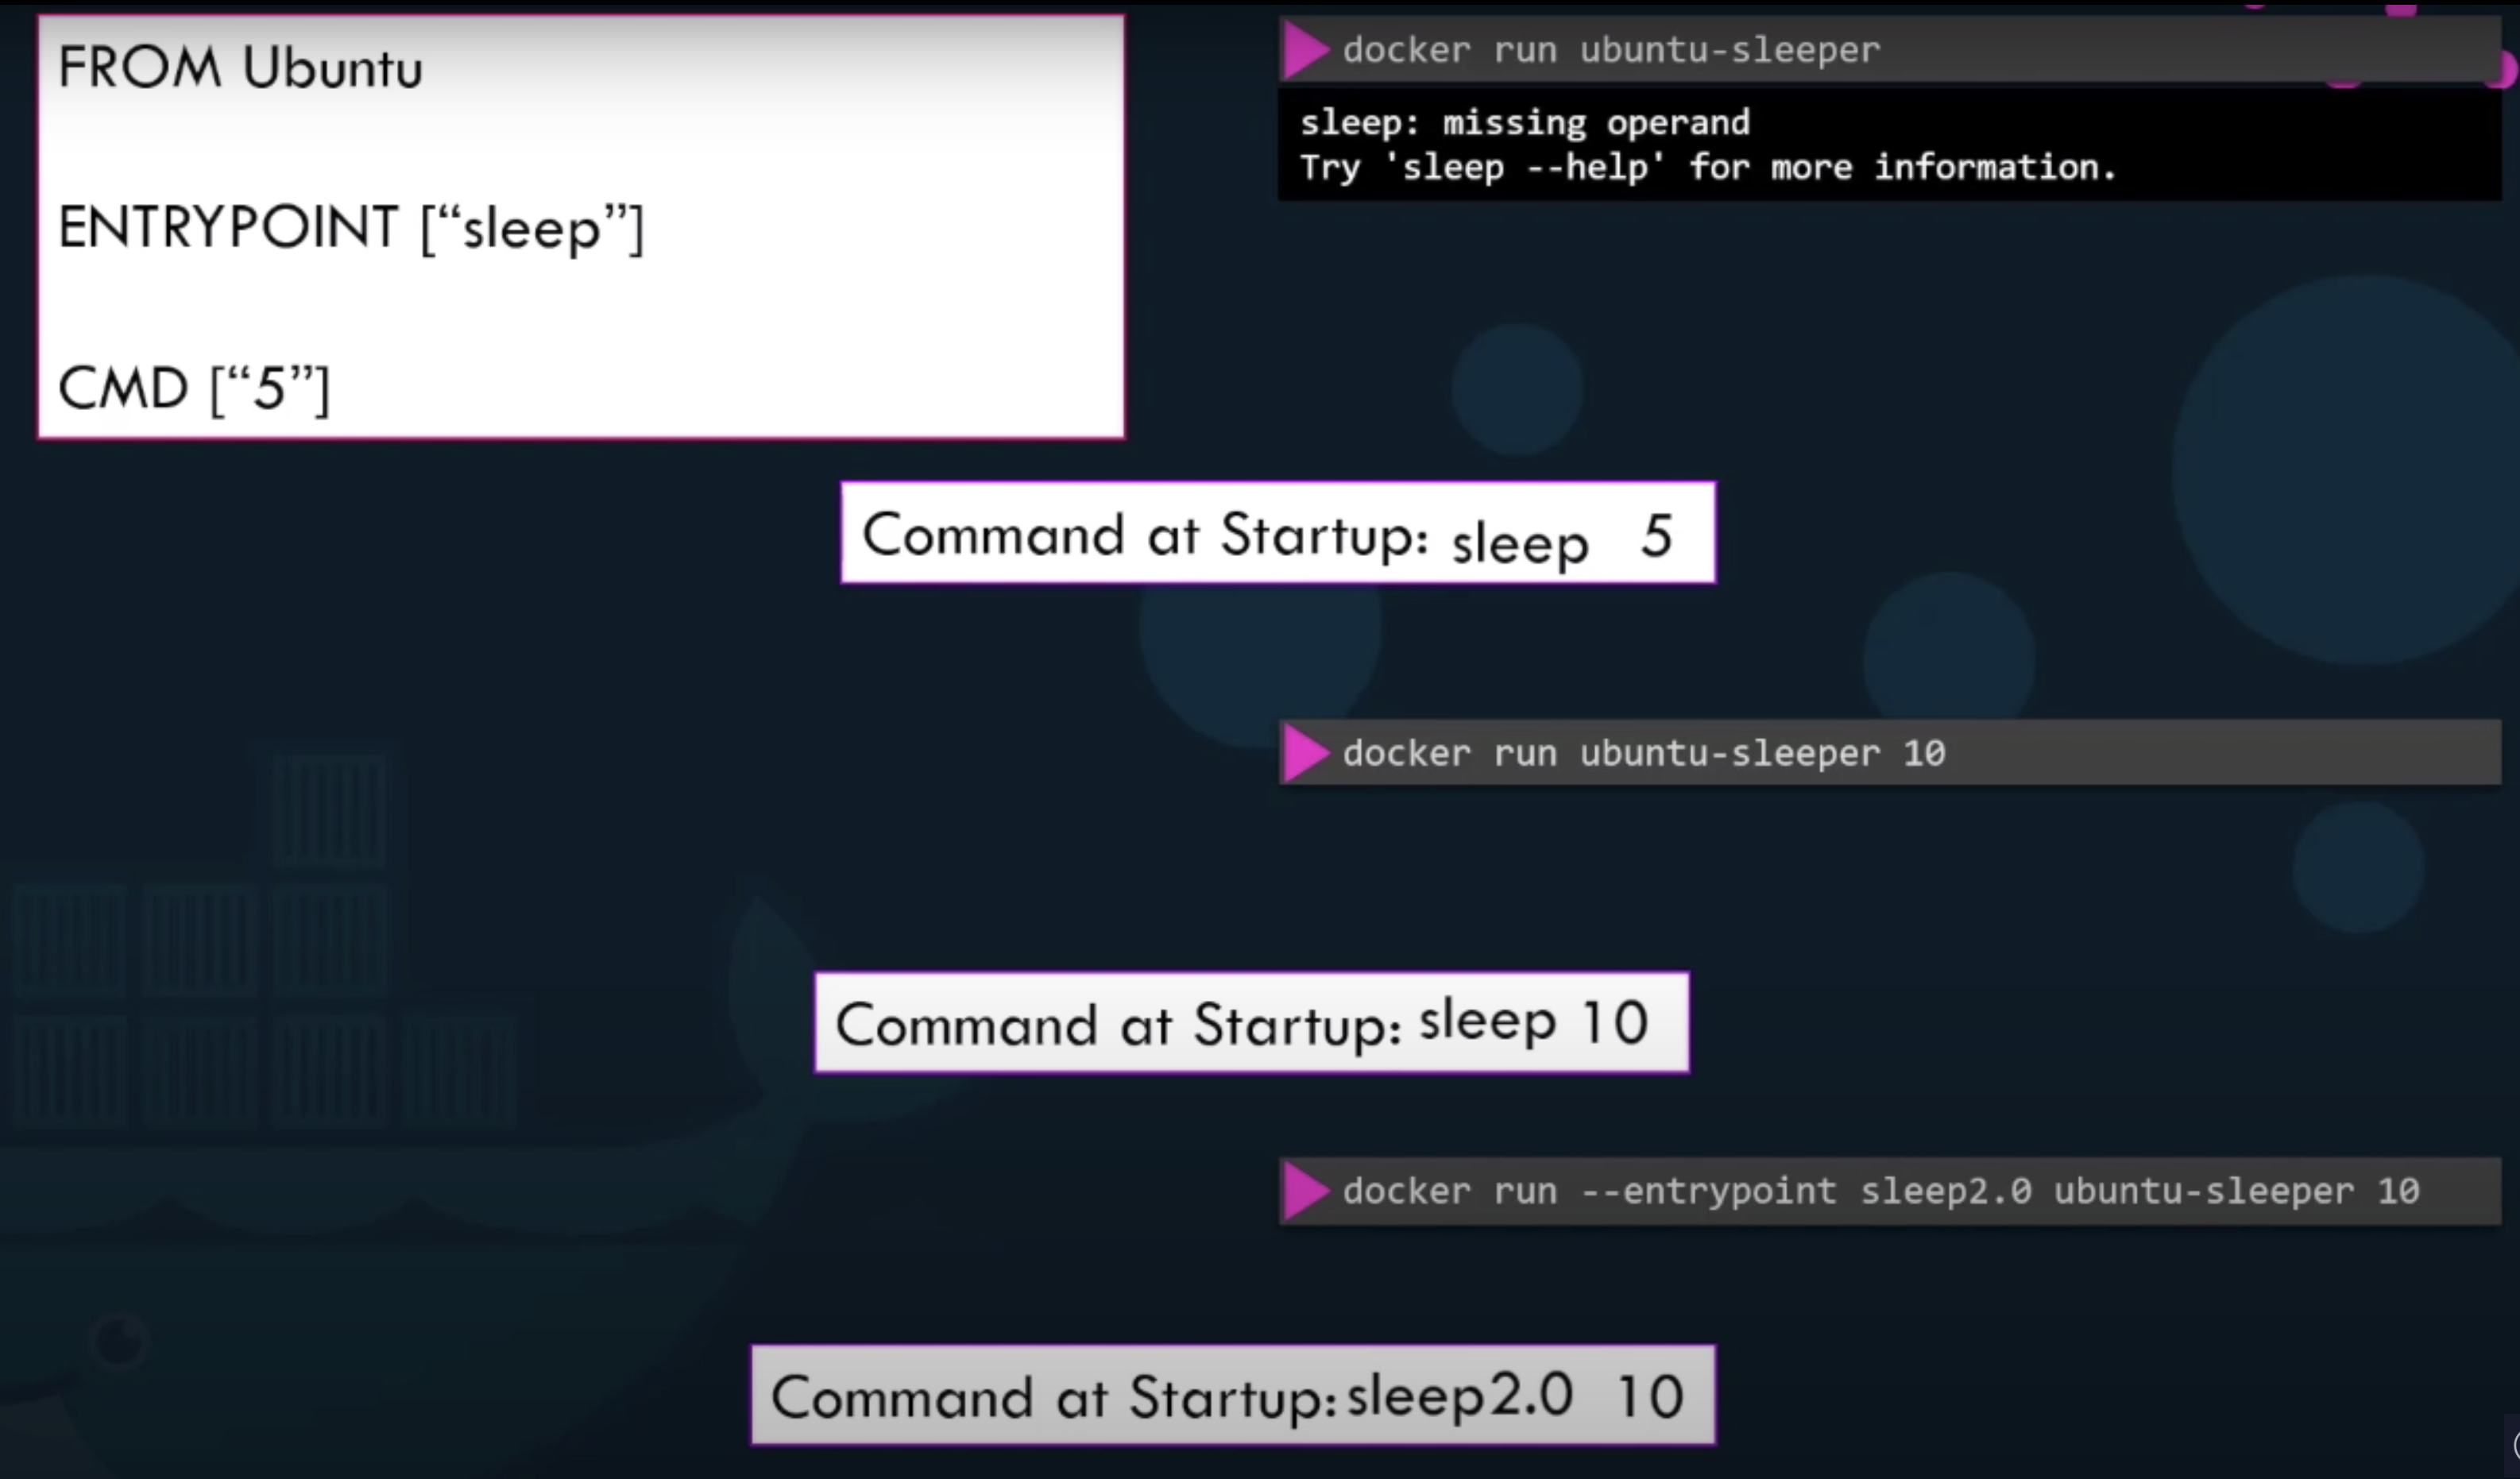 FROM Ubuntu
ENTRYPOINT [“sleep”]
CMD [“5”]
docker run ubuntu-sleeper
sleep: missing operand
Try 'sleep --help' for more information.
Command at Startup: sleep 5
docker run ubuntu-sleeper 10
Command at Startup: sleep 10
docker run --entrypoint sleep2.0 ubuntu-sleeper 10
Command at Startup: sleep2.0 10